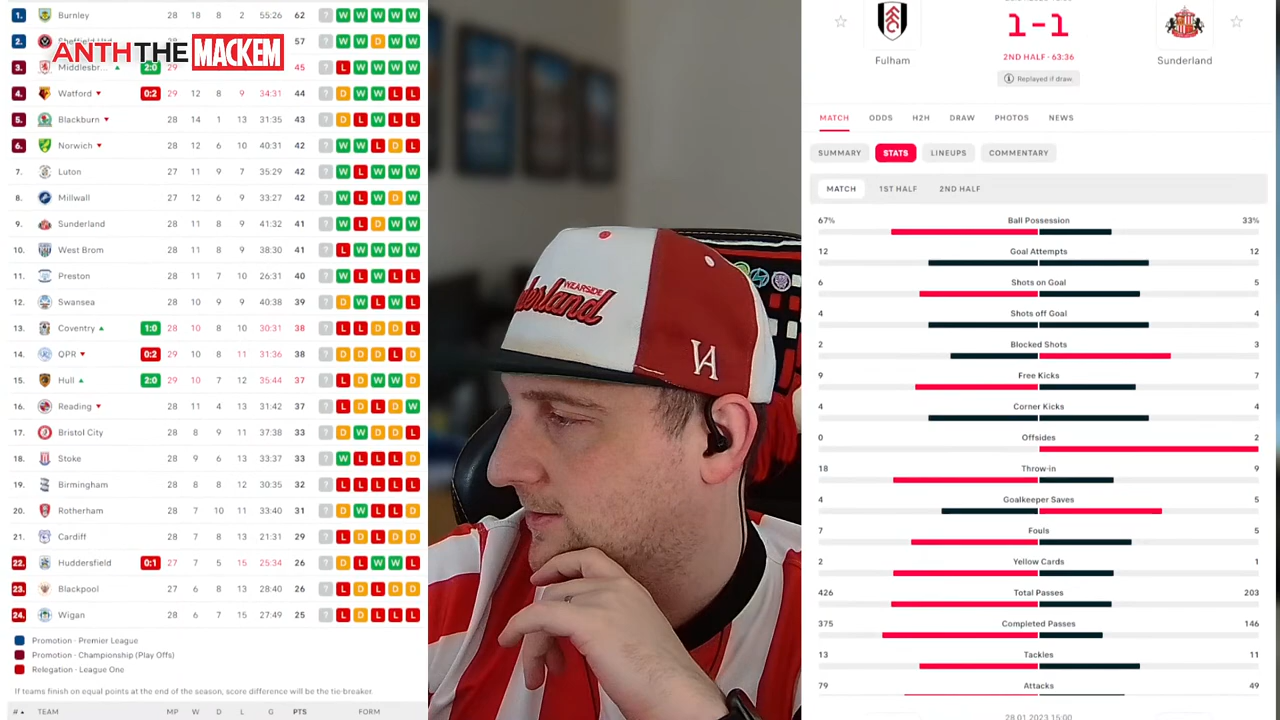 1. Burnley 28 18 8 2 55:26 62 ? W W W W W
2. 57 ? W W D W W
ANTHTHEMACKEM
3. Middlesbr... 2:0 29 45 ? L W W W W
4. Watford 0:2 29 12 8 9 34:31 44 ? D W W L L
5. Blackburn 28 14 1 13 31:35 43 ? D L W L L
6. Norwich 28 12 6 10 40:31 42 ? W W L D L
7. Luton 27 11 9 7 35:29 42 ? W L W W W
8. Millwall 27 12 6 9 33:27 42 ? W L W D W
9. Sunderland 28 11 8 9 41:32 41 ? W L D W W
10. West Brom 28 11 8 9 38:30 41 ? L W W W W
11. Preston 28 11 7 10 26:31 40 ? W L W L L
12. Swansea 28 10 9 9 40:38 39 ? D W L W L
13. Coventry 1:0 28 10 8 10 30:31 38 ? L L D D L
14. QPR 0:2 29 10 8 11 31:36 38 ? D D D L D
15. Hull 2:0 29 10 7 12 35:44 37 ? L D W W D
16. Reading 28 11 4 13 31:42 37 ? L D L D W
17. Bristol City 28 8 9 11 37:38 33 ? D W D D L
18. Stoke 28 9 6 13 33:37 33 ? W L L L D
19. Birmingham 28 8 8 12 30:35 32 ? L L L L L
20. Rotherham 28 7 10 11 33:40 31 ? D W L L D
21. Cardiff 28 7 8 13 21:31 29 ? L D L D D
22. Huddersfield 0:1 27 7 5 15 25:34 26 ? D L W W L
23. Blackpool 27 6 8 13 28:40 26 ? L D L D D
24. Wigan 28 6 7 15 27:49 25 ? L D L L L
Promotion - Premier League
Promotion - Championship (Play Offs)
Relegation - League One
If teams finish on equal points at the end of the season, score difference will be the tie-breaker.
# TEAM MP W D L G PTS FORM
WEARSIDE
VA
1-1
Fulham
Sunderland
2ND HALF - 63:36
Replayed if draw.
MATCH ODDS H2H DRAW PHOTOS NEWS
SUMMARY STATS LINEUPS COMMENTARY
MATCH 1ST HALF 2ND HALF
67% Ball Possession 33%
12 Goal Attempts 12
6 Shots on Goal 5
4 Shots off Goal 4
2 Blocked Shots 3
9 Free Kicks 7
4 Corner Kicks 4
0 Offsides 2
18 Throw-in 9
4 Goalkeeper Saves 5
7 Fouls 5
2 Yellow Cards 1
426 Total Passes 203
375 Completed Passes 146
13 Tackles 11
79 Attacks 49
28.01.2023 15:00